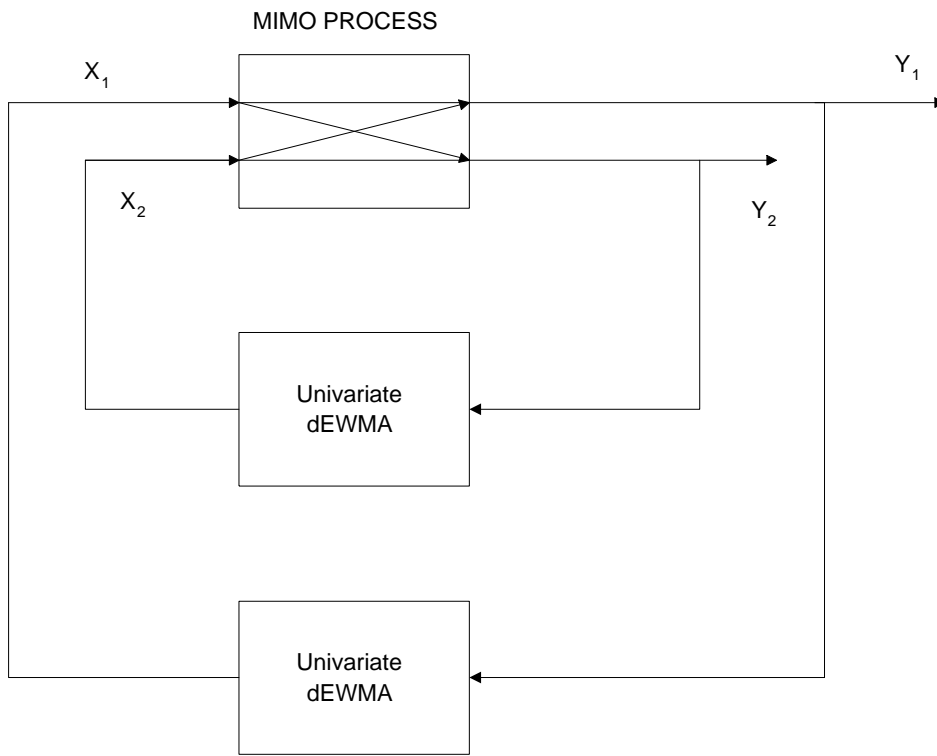 MIMO PROCESS
X₁
Y₁
X₂
Y₂
Univariate
dEWMA
Univariate
dEWMA